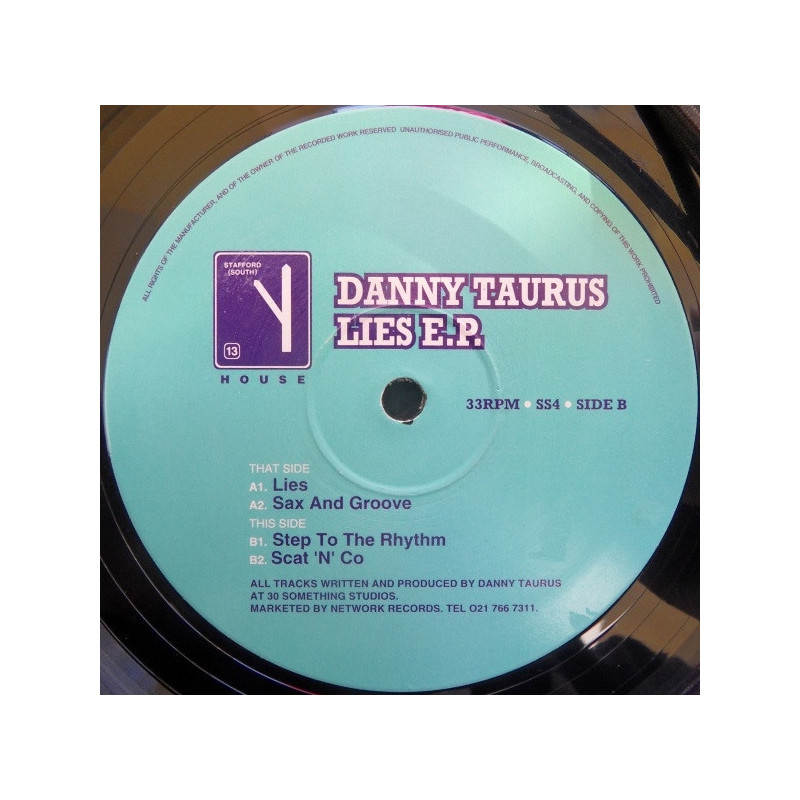 ALL RIGHTS OF THE MANUFACTURER, AND OF THE OWNER OF THE RECORDED WORK RESERVED UNAUTHORISED PUBLIC PERFORMANCE, BROADCASTING, AND COPYING OF THIS WORK PROHIBITED
STAFFORD
(SOUTH)
13
HOUSE
DANNY TAURUS
LIES E.P.
33RPM • SS4 • SIDE B
THAT SIDE
A1. Lies
A2. Sax And Groove
THIS SIDE
B1. Step To The Rhythm
B2. Scat 'N' Co
ALL TRACKS WRITTEN AND PRODUCED BY DANNY TAURUS
AT 30 SOMETHING STUDIOS.
MARKETED BY NETWORK RECORDS. TEL 021 766 7311.